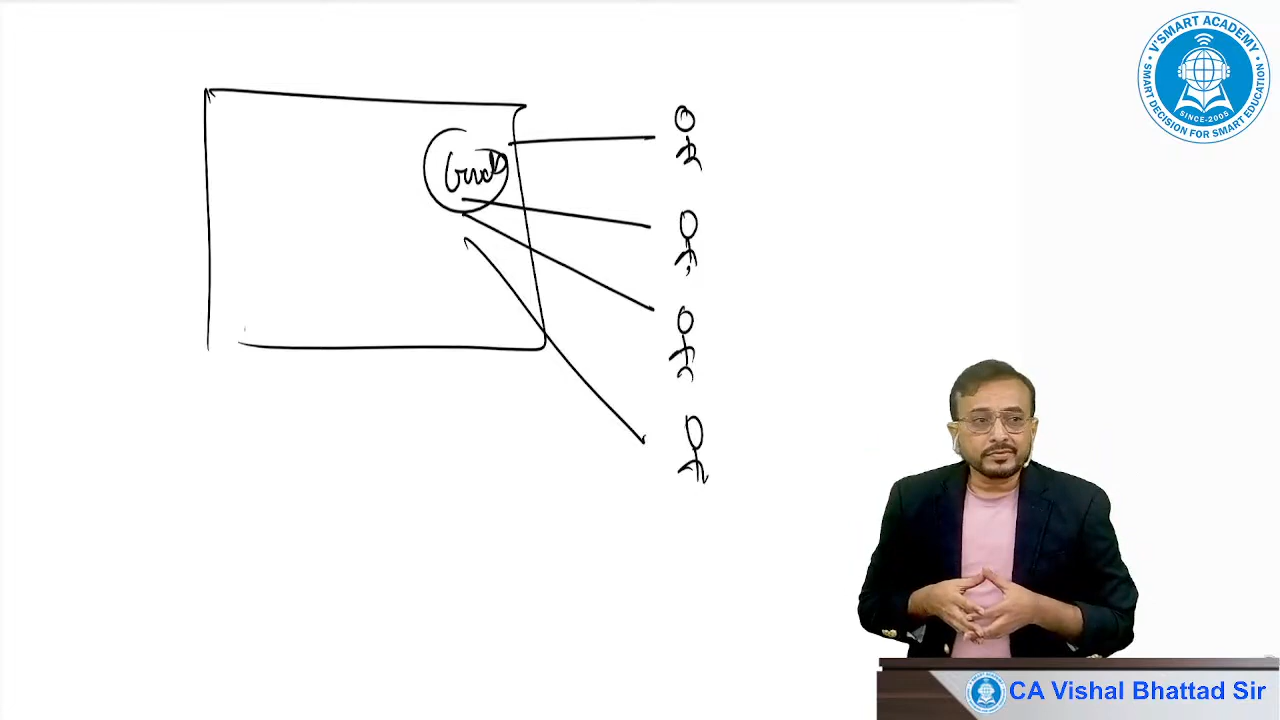 V'SMART ACADEMY
SMART DECISION FOR SMART EDUCATION
SINCE-2005
CA Vishal Bhattad Sir